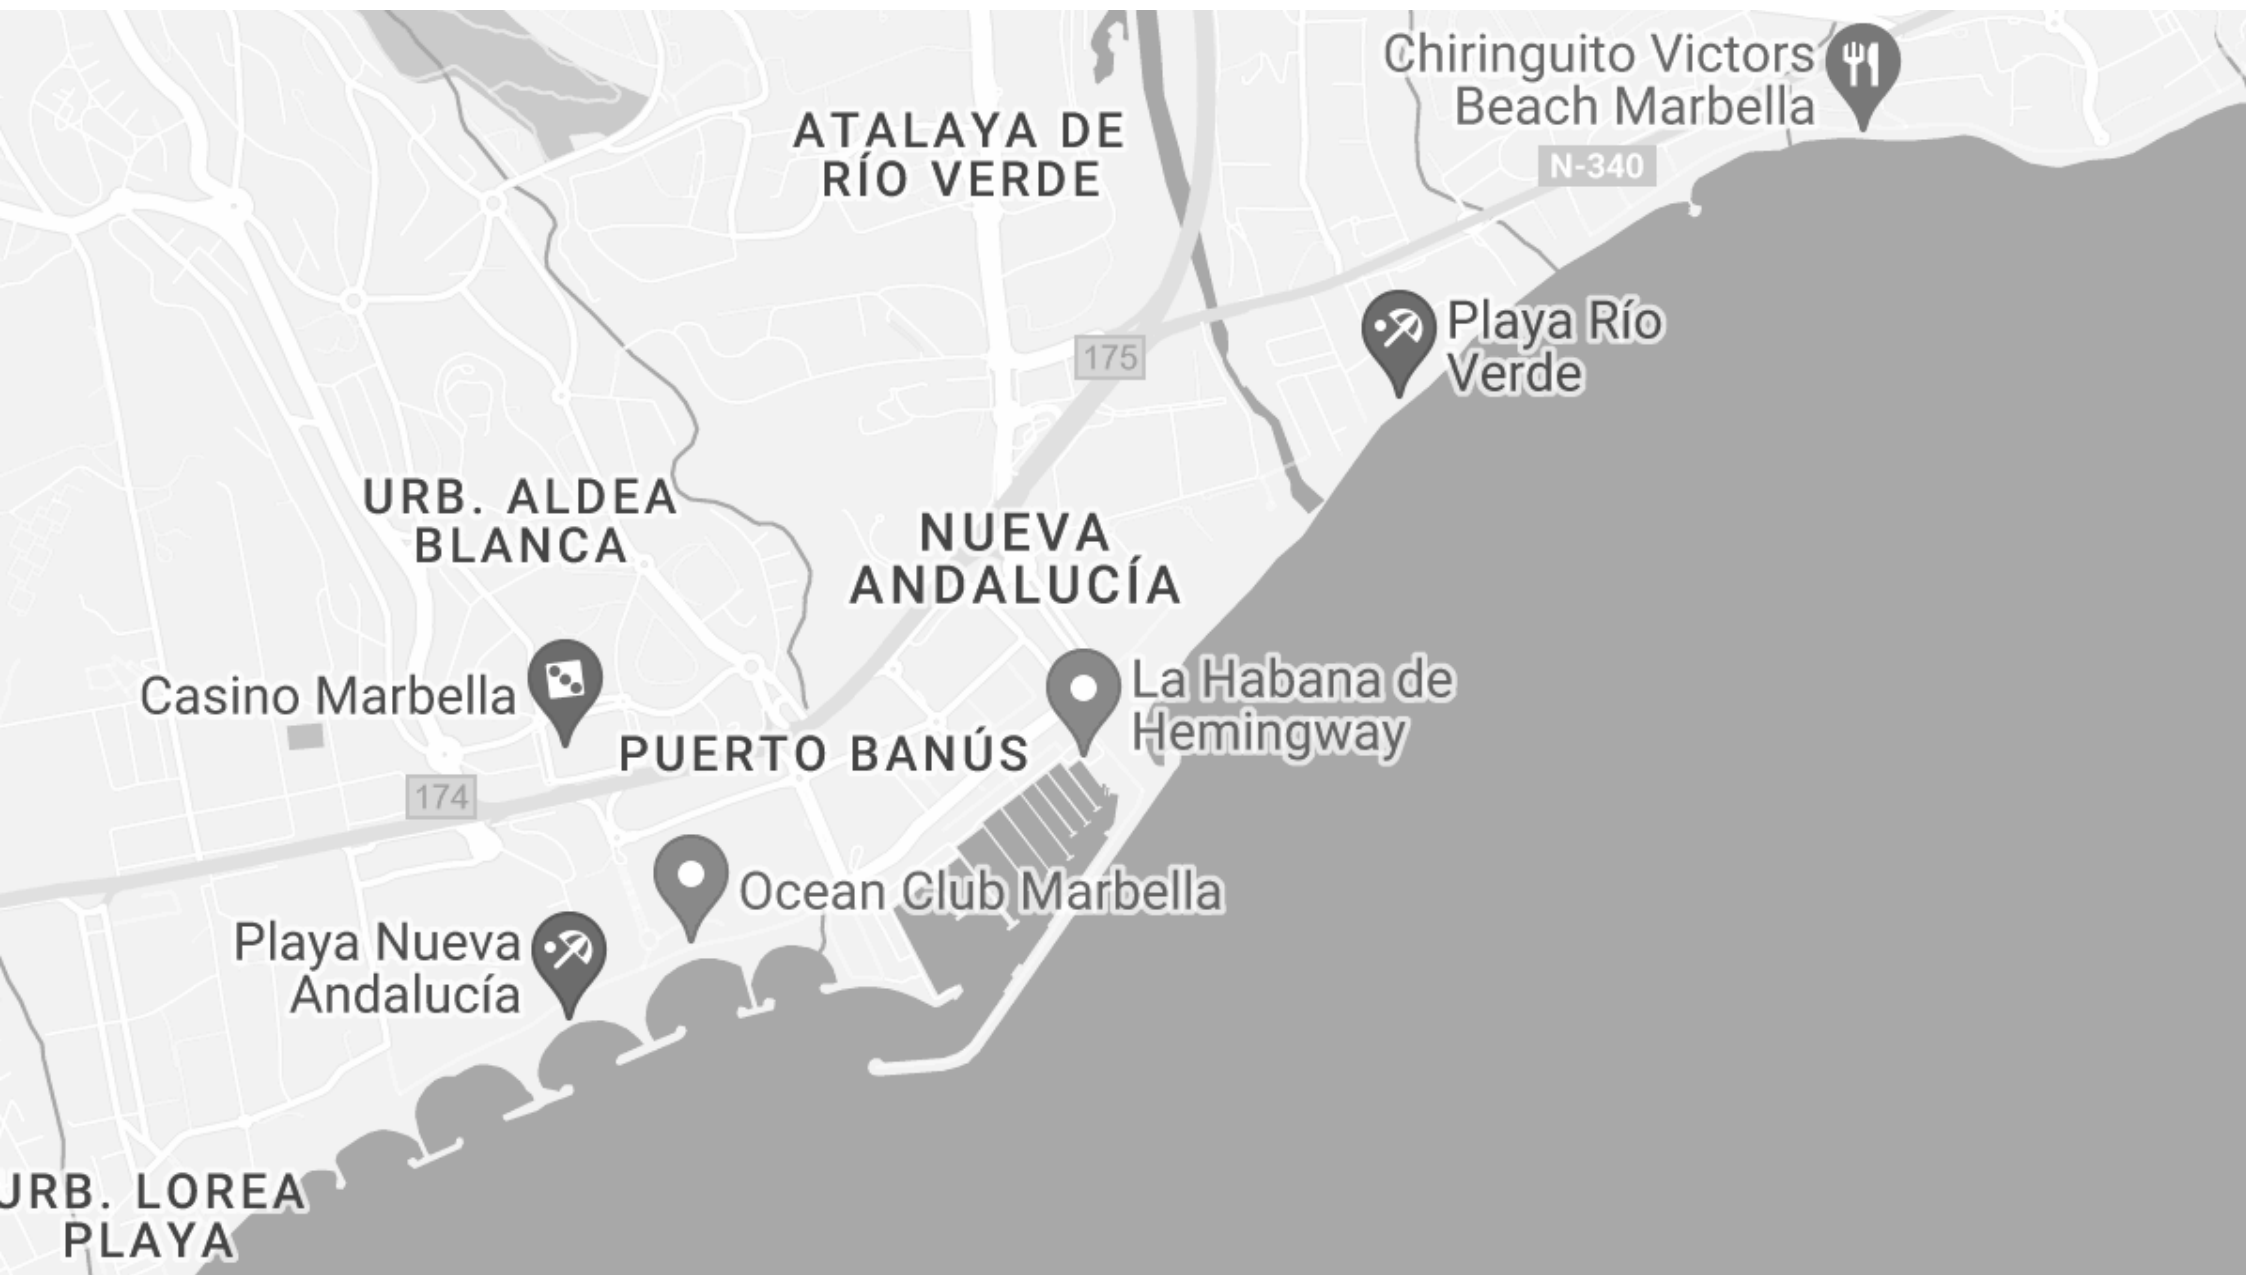 Chiringuito Victors
Beach Marbella
ATALAYA DE
RÍO VERDE
N-340
Playa Río
Verde
175
URB. ALDEA
BLANCA
NUEVA
ANDALUCÍA
Casino Marbella
La Habana de
Hemingway
PUERTO BANÚS
174
Ocean Club Marbella
Playa Nueva
Andalucía
URB. LOREA
PLAYA